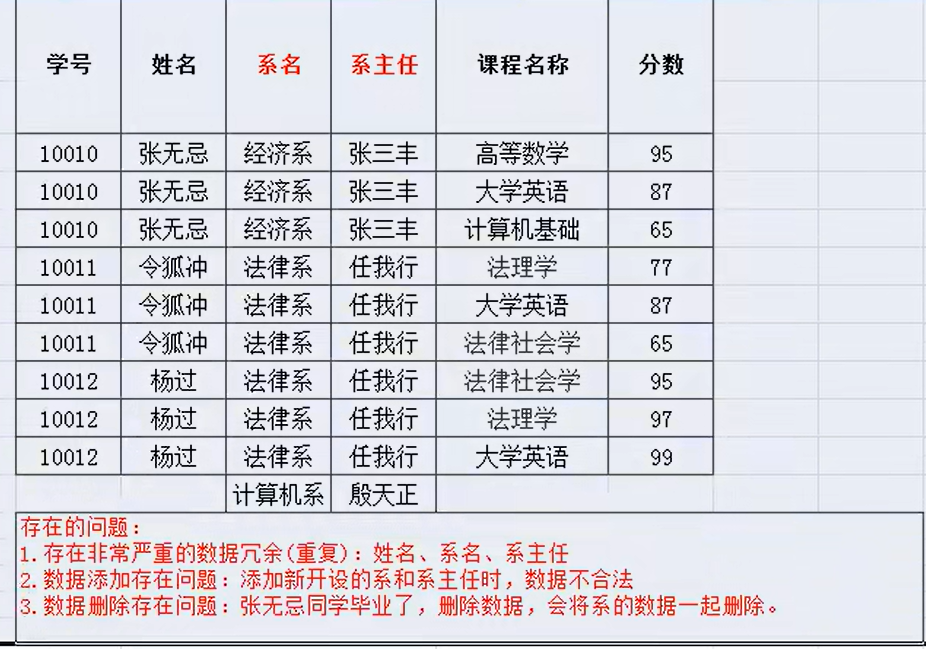 学号 姓名 系名 系主任 课程名称 分数
10010 张无忌 经济系 张三丰 高等数学 95
10010 张无忌 经济系 张三丰 大学英语 87
10010 张无忌 经济系 张三丰 计算机基础 65
10011 令狐冲 法律系 任我行 法理学 77
10011 令狐冲 法律系 任我行 大学英语 87
10011 令狐冲 法律系 任我行 法律社会学 65
10012 杨过 法律系 任我行 法律社会学 95
10012 杨过 法律系 任我行 法理学 97
10012 杨过 法律系 任我行 大学英语 99
计算机系 殷天正
存在的问题:
1.存在非常严重的数据冗余(重复):姓名、系名、系主任
2.数据添加存在问题:添加新开设的系和系主任时,数据不合法
3.数据删除存在问题:张无忌同学毕业了,删除数据,会将系的数据一起删除。